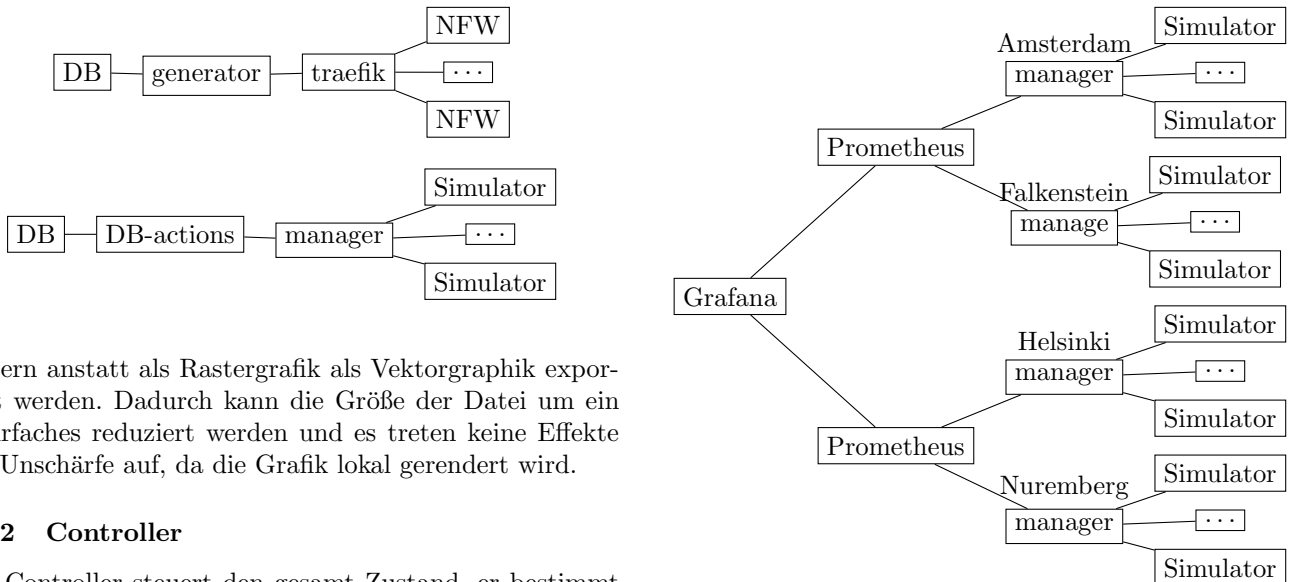 NFW
DB generator traefik ...
NFW
Simulator
DB DB-actions manager ...
Simulator
ern anstatt als Rastergrafik als Vektorgraphik expor-
werden. Dadurch kann die Größe der Datei um ein
rfaches reduziert werden und es treten keine Effekte
Unschärfe auf, da die Grafik lokal gerendert wird.
2 Controller
Controller steuert den gesamt Zustand, er bestimmt
Simulator
Amsterdam
manager ...
Simulator
Prometheus
Simulator
Falkenstein
manage ...
Simulator
Grafana
Simulator
Helsinki
manager ...
Simulator
Prometheus
Simulator
Nuremberg
manager ...
Simulator